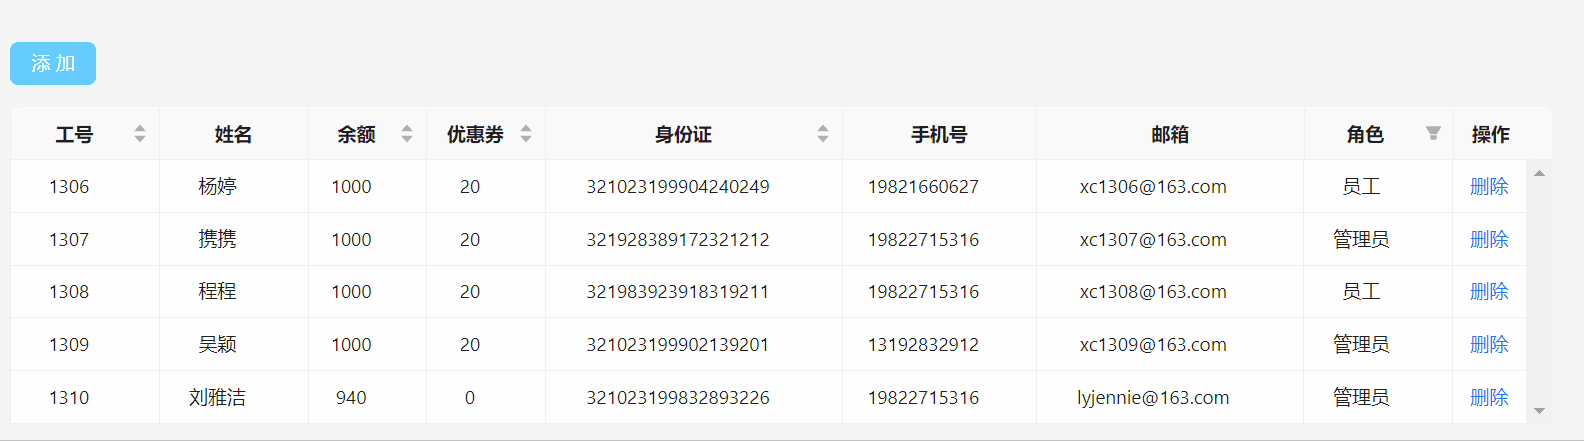 添 加
工号 姓名 余额 优惠券 身份证 手机号 邮箱 角色 操作
1306 杨婷 1000 20 321023199904240249 19821660627 xc1306@163.com 员工 删除
1307 携携 1000 20 321928389172321212 19822715316 xc1307@163.com 管理员 删除
1308 程程 1000 20 321983923918319211 19822715316 xc1308@163.com 员工 删除
1309 吴颖 1000 20 321023199902139201 13192832912 xc1309@163.com 管理员 删除
1310 刘雅洁 940 0 321023199832893226 19822715316 lyjennie@163.com 管理员 删除